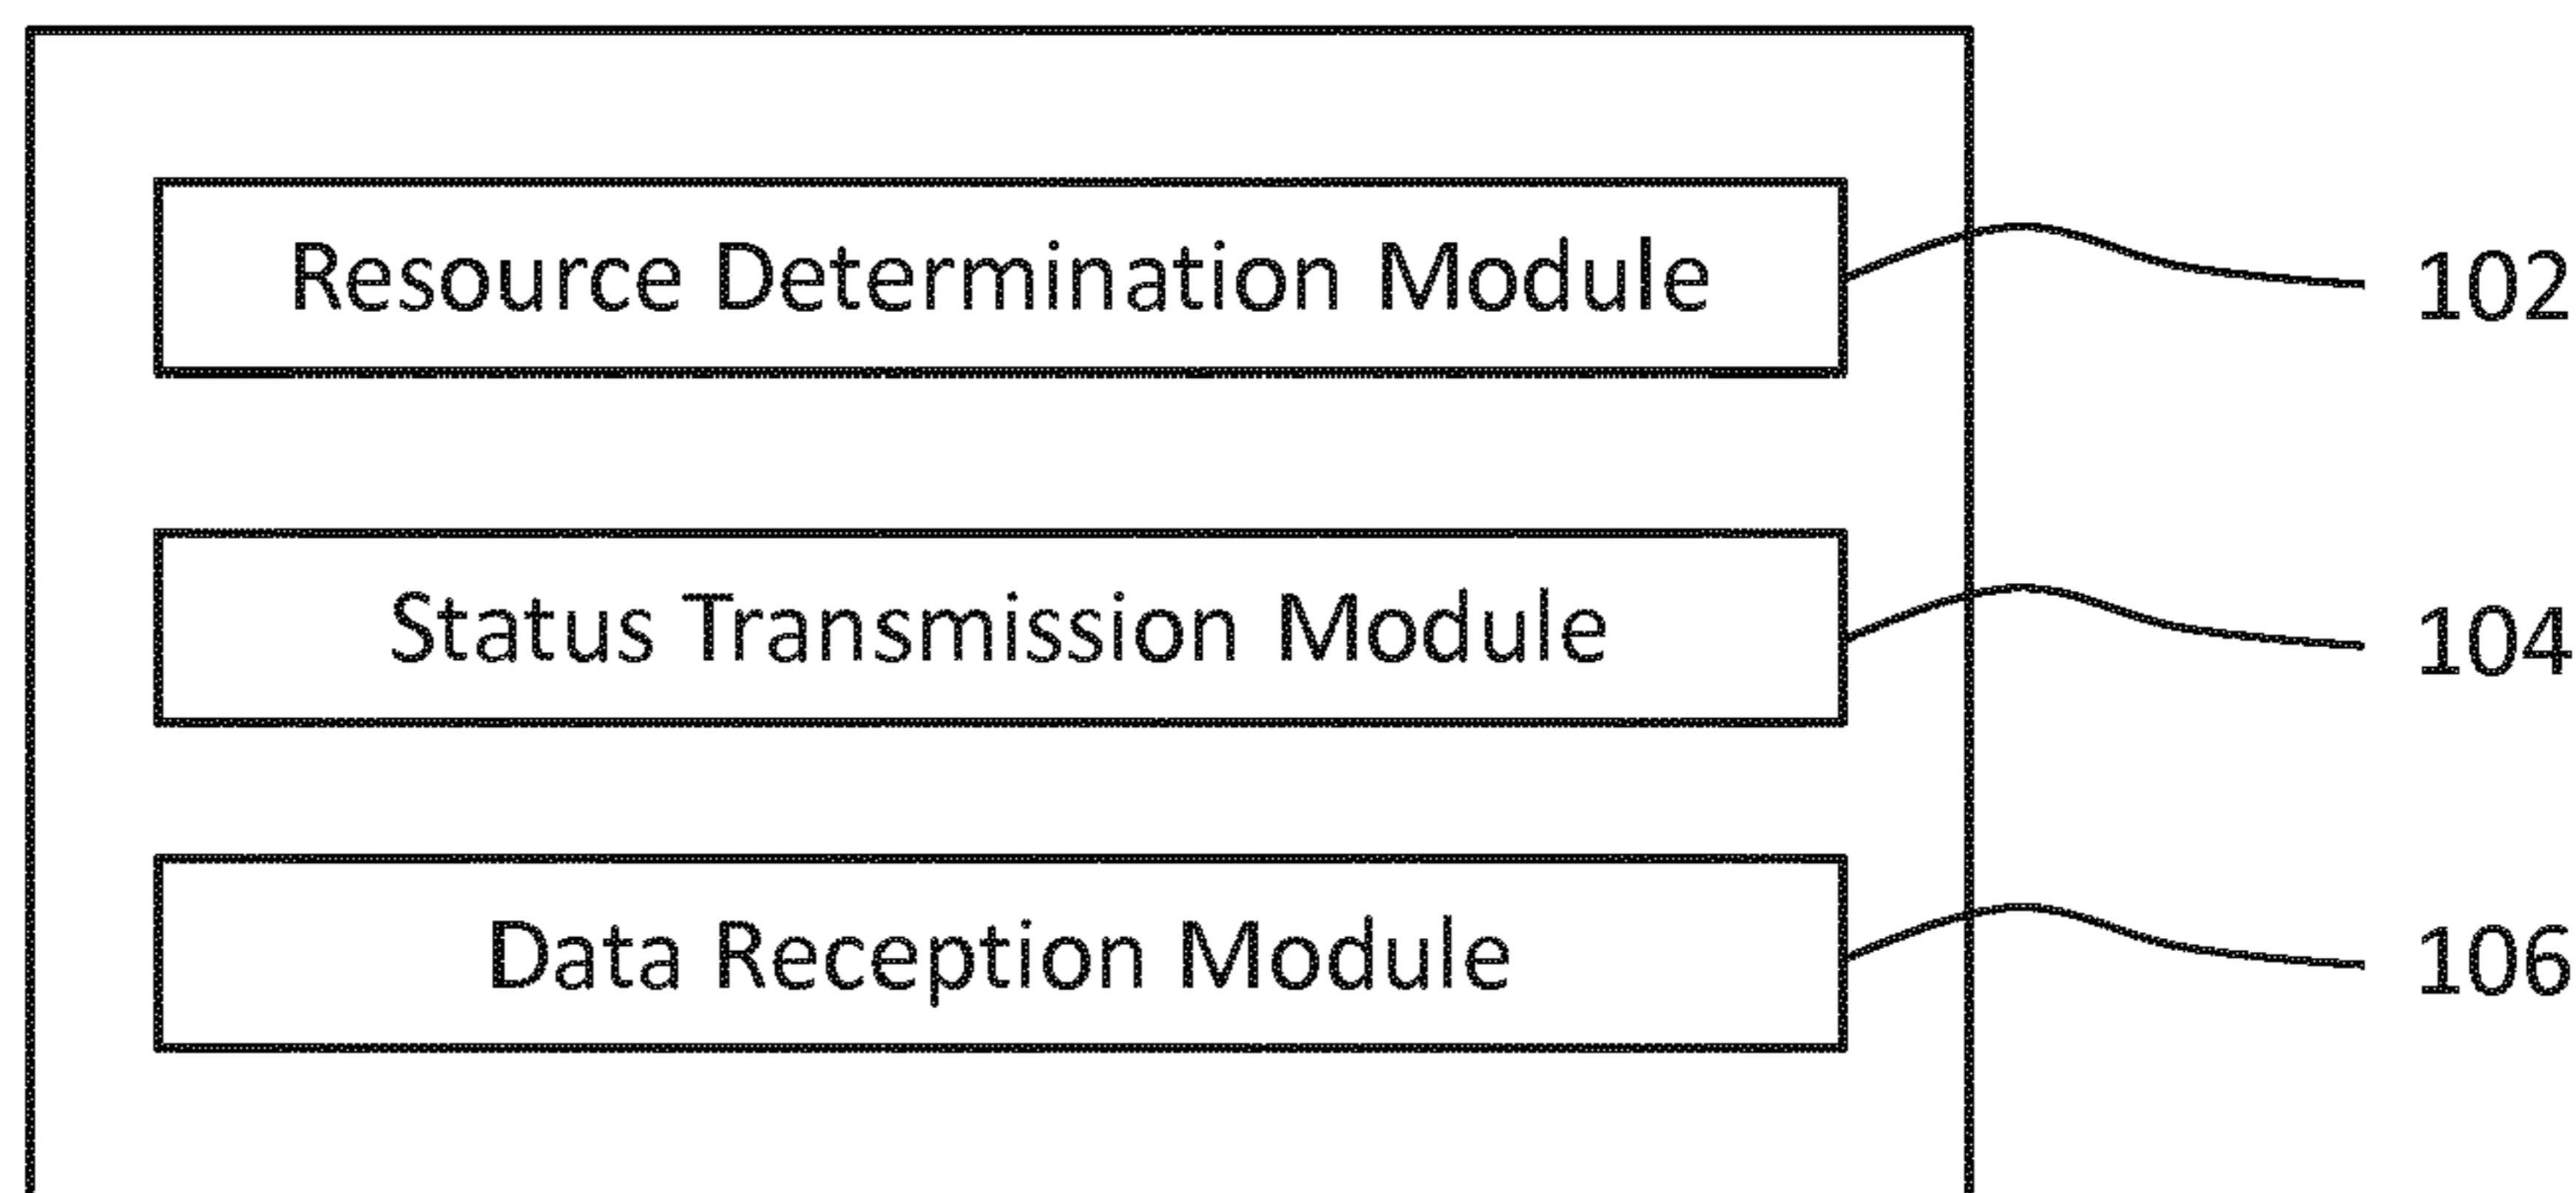 Resource Determination Module 102
Status Transmission Module 104
Data Reception Module 106